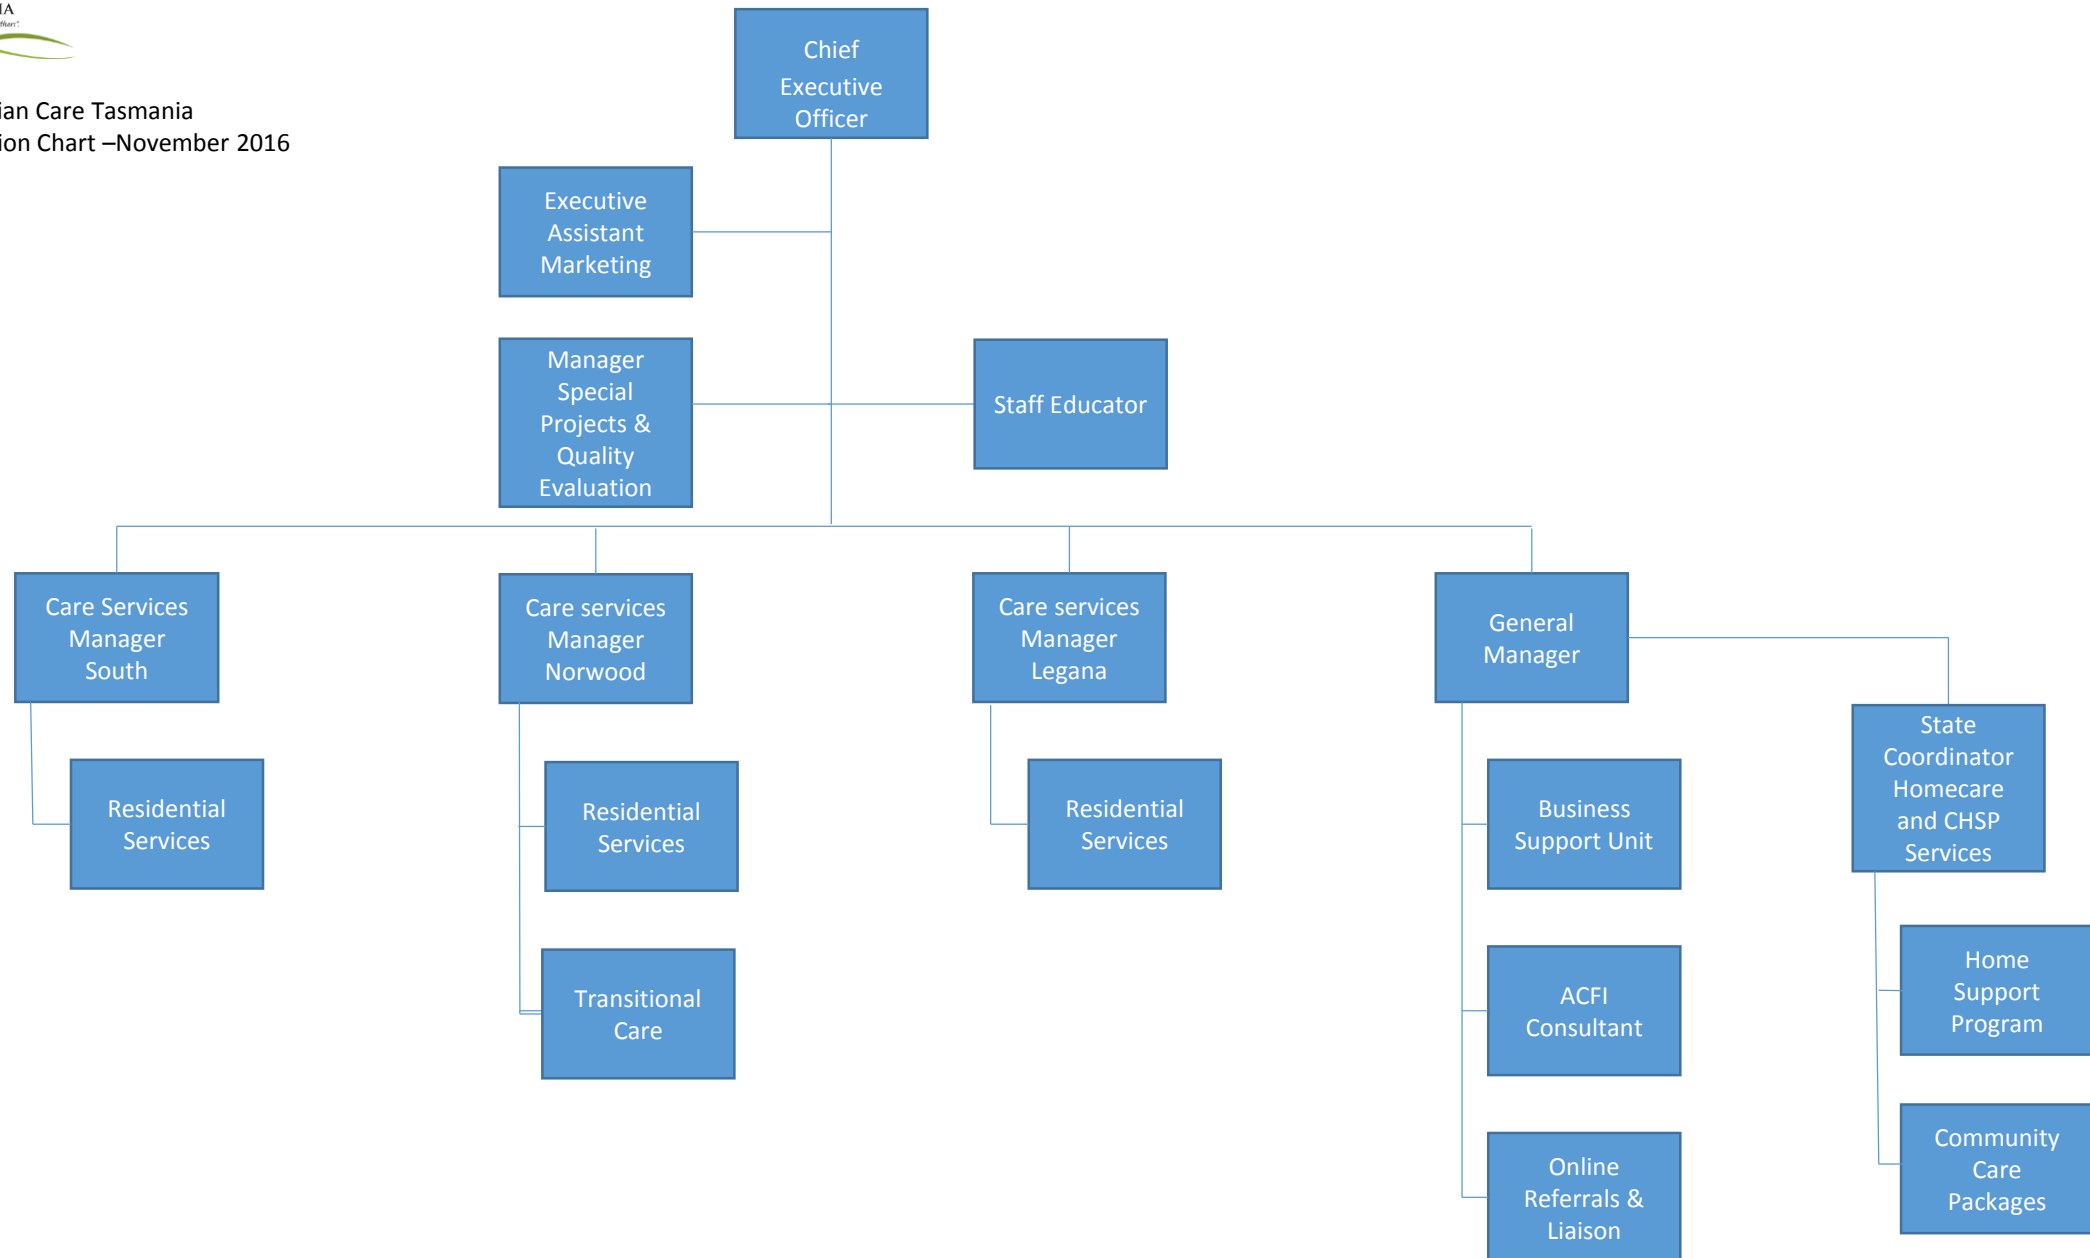 thers".
Care Tasmania
Chart –November 2016
Chief
Executive
Officer
Executive
Assistant
Marketing
Manager
Special
Projects &
Quality
Evaluation
Staff Educator
Care Services
Manager
South
Care services
Manager
Norwood
Care services
Manager
Legana
General
Manager
State
Coordinator
Homecare
and CHSP
Services
Residential
Services
Residential
Services
Residential
Services
Business
Support Unit
Transitional
Care
ACFI
Consultant
Home
Support
Program
Online
Referrals &
Liaison
Community
Care
Packages